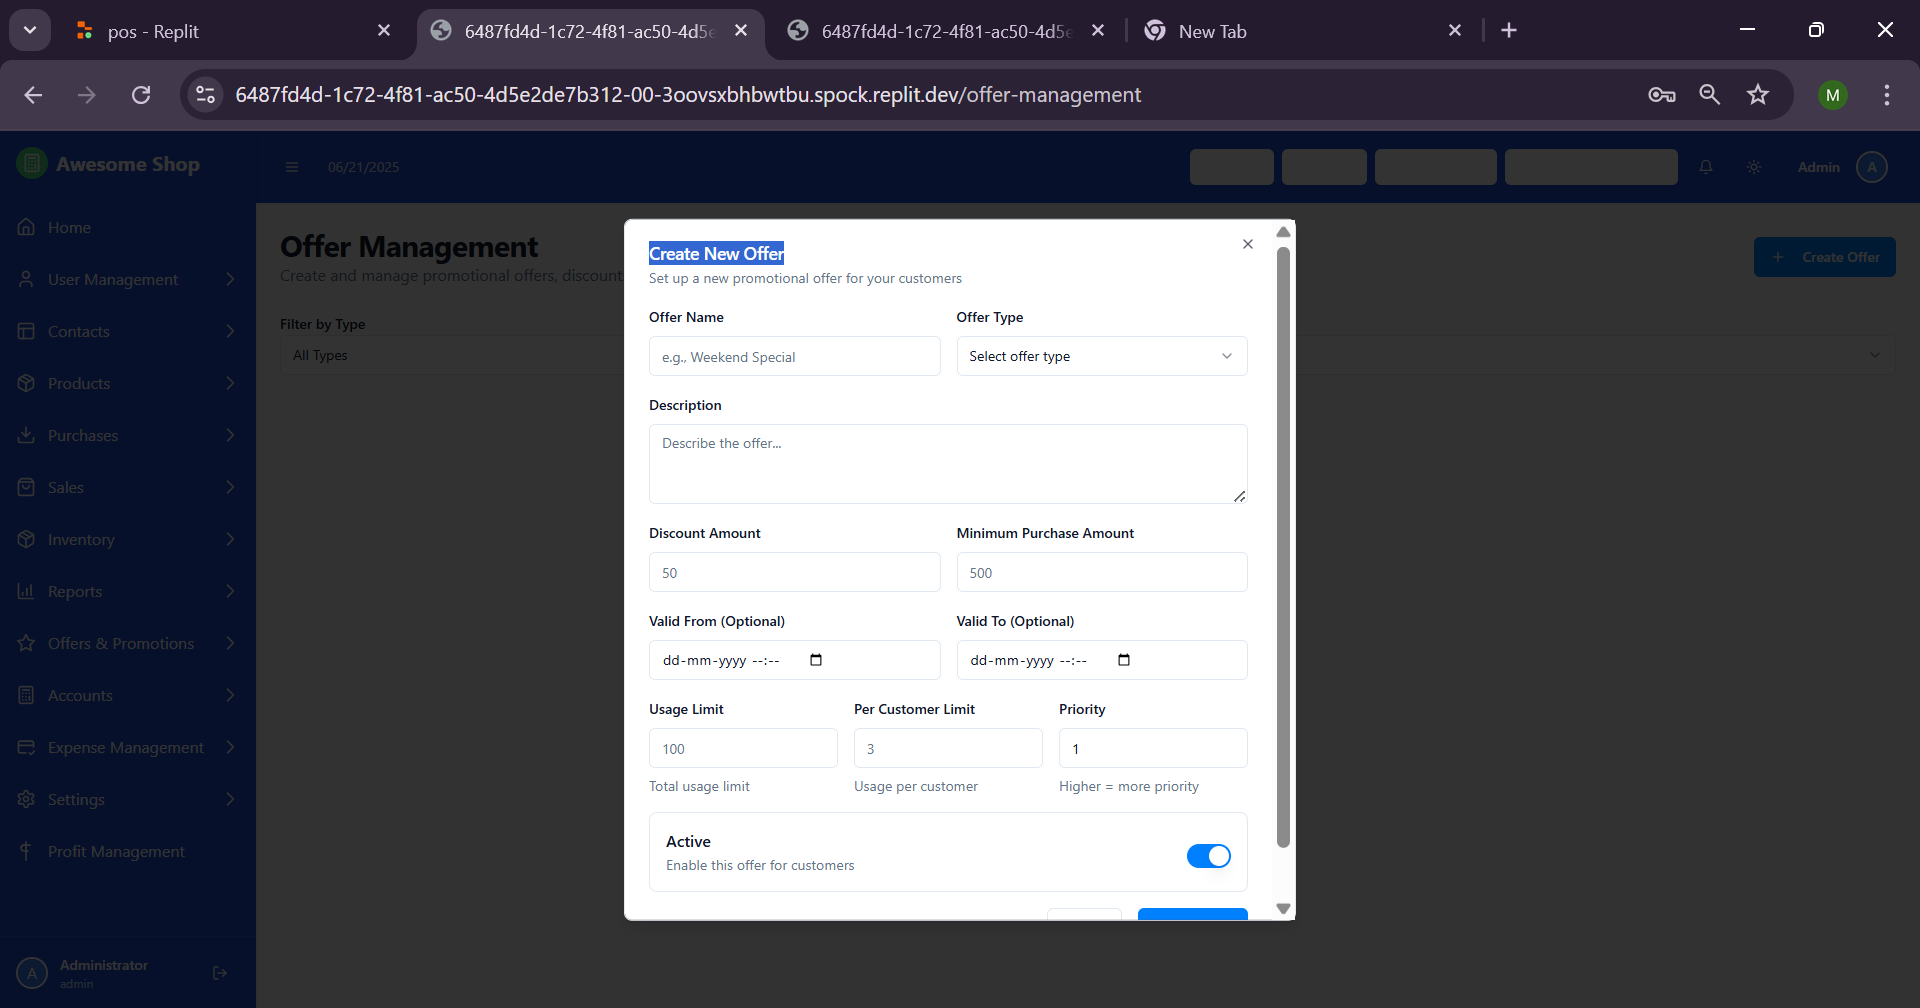 pos - Replit
6487fd4d-1c72-4f81-ac50-4d5e
6487fd4d-1c72-4f81-ac50-4d5e
New Tab
6487fd4d-1c72-4f81-ac50-4d5e2de7b312-00-3oovsxbhbwtbu.spock.replit.dev/offer-management
M
Awesome Shop
06/21/2025
Admin
A
Home
User Management
Contacts
Products
Purchases
Sales
Inventory
Reports
Offers & Promotions
Accounts
Expense Management
Settings
Profit Management
A
Administrator
admin
Offer Management
Create and manage promotional offers, discount
Create Offer
Filter by Type
All Types
Create New Offer
Set up a new promotional offer for your customers
Offer Name
Offer Type
e.g., Weekend Special
Select offer type
Description
Describe the offer...
Discount Amount
Minimum Purchase Amount
50
500
Valid From (Optional)
Valid To (Optional)
dd-mm-yyyy --:--
dd-mm-yyyy --:--
Usage Limit
Per Customer Limit
Priority
100
3
1
Total usage limit
Usage per customer
Higher = more priority
Active
Enable this offer for customers